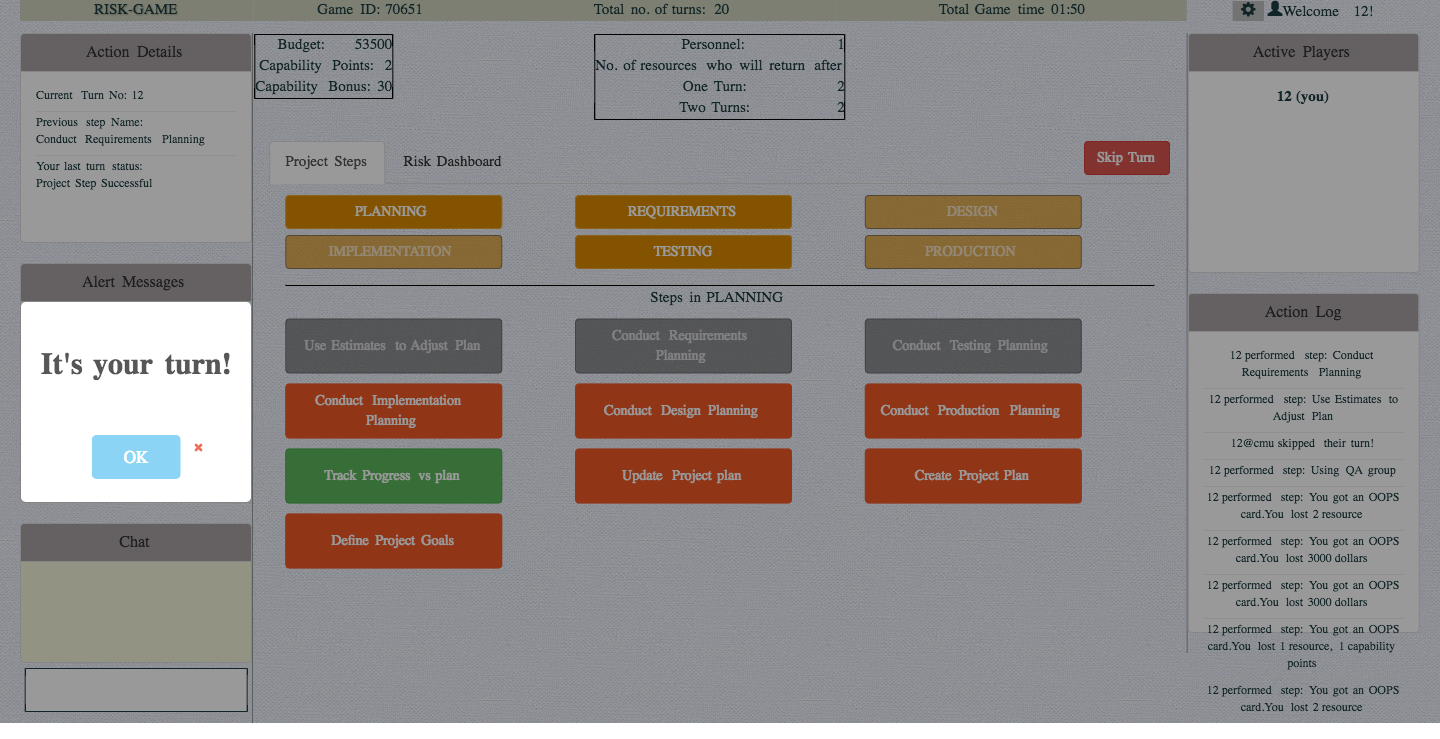 RISK-GAME
Game ID: 70651
Total no. of turns: 20
Total Game time 01:50
Welcome 12!
Action Details
Current Turn No: 12
Previous step Name:
Conduct Requirements Planning
Your last turn status:
Project Step Successful
Alert Messages
It's your turn!
OK
Chat
Budget: 53500
Capability Points: 2
Capability Bonus: 30
Personnel: 1
No. of resources who will return after
One Turn: 2
Two Turns: 2
Project Steps
Risk Dashboard
Skip Turn
PLANNING
REQUIREMENTS
DESIGN
IMPLEMENTATION
TESTING
PRODUCTION
Steps in PLANNING
Use Estimates to Adjust Plan
Conduct Requirements
Planning
Conduct Testing Planning
Conduct Implementation
Planning
Conduct Design Planning
Conduct Production Planning
Track Progress vs plan
Update Project plan
Create Project Plan
Define Project Goals
Active Players
12 (you)
Action Log
12 performed step: Conduct
Requirements Planning
12 performed step: Use Estimates to
Adjust Plan
12@cmu skipped their turn!
12 performed step: Using QA group
12 performed step: You got an OOPS
card.You lost 2 resource
12 performed step: You got an OOPS
card.You lost 3000 dollars
12 performed step: You got an OOPS
card.You lost 3000 dollars
12 performed step: You got an OOPS
card.You lost 1 resource, 1 capability
points
12 performed step: You got an OOPS
card.You lost 2 resource